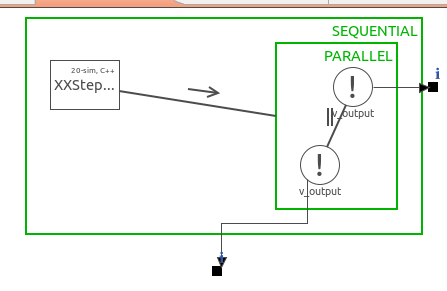 SEQUENTIAL
PARALLEL
20-sim, C++
XXStep...
!
i
v_output
!
v_output
i